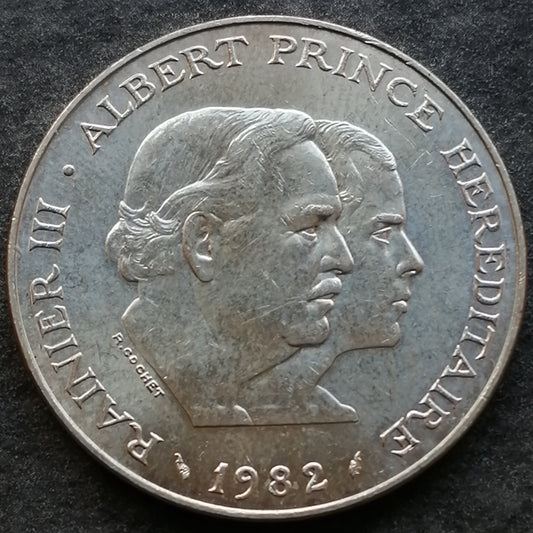 RAINIER III · ALBERT PRINCE HEREDITAIRE
R. COCHET
1982